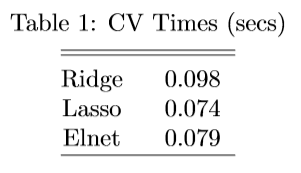 Table 1: CV Times (secs)
Ridge 0.098
Lasso 0.074
Elnet 0.079